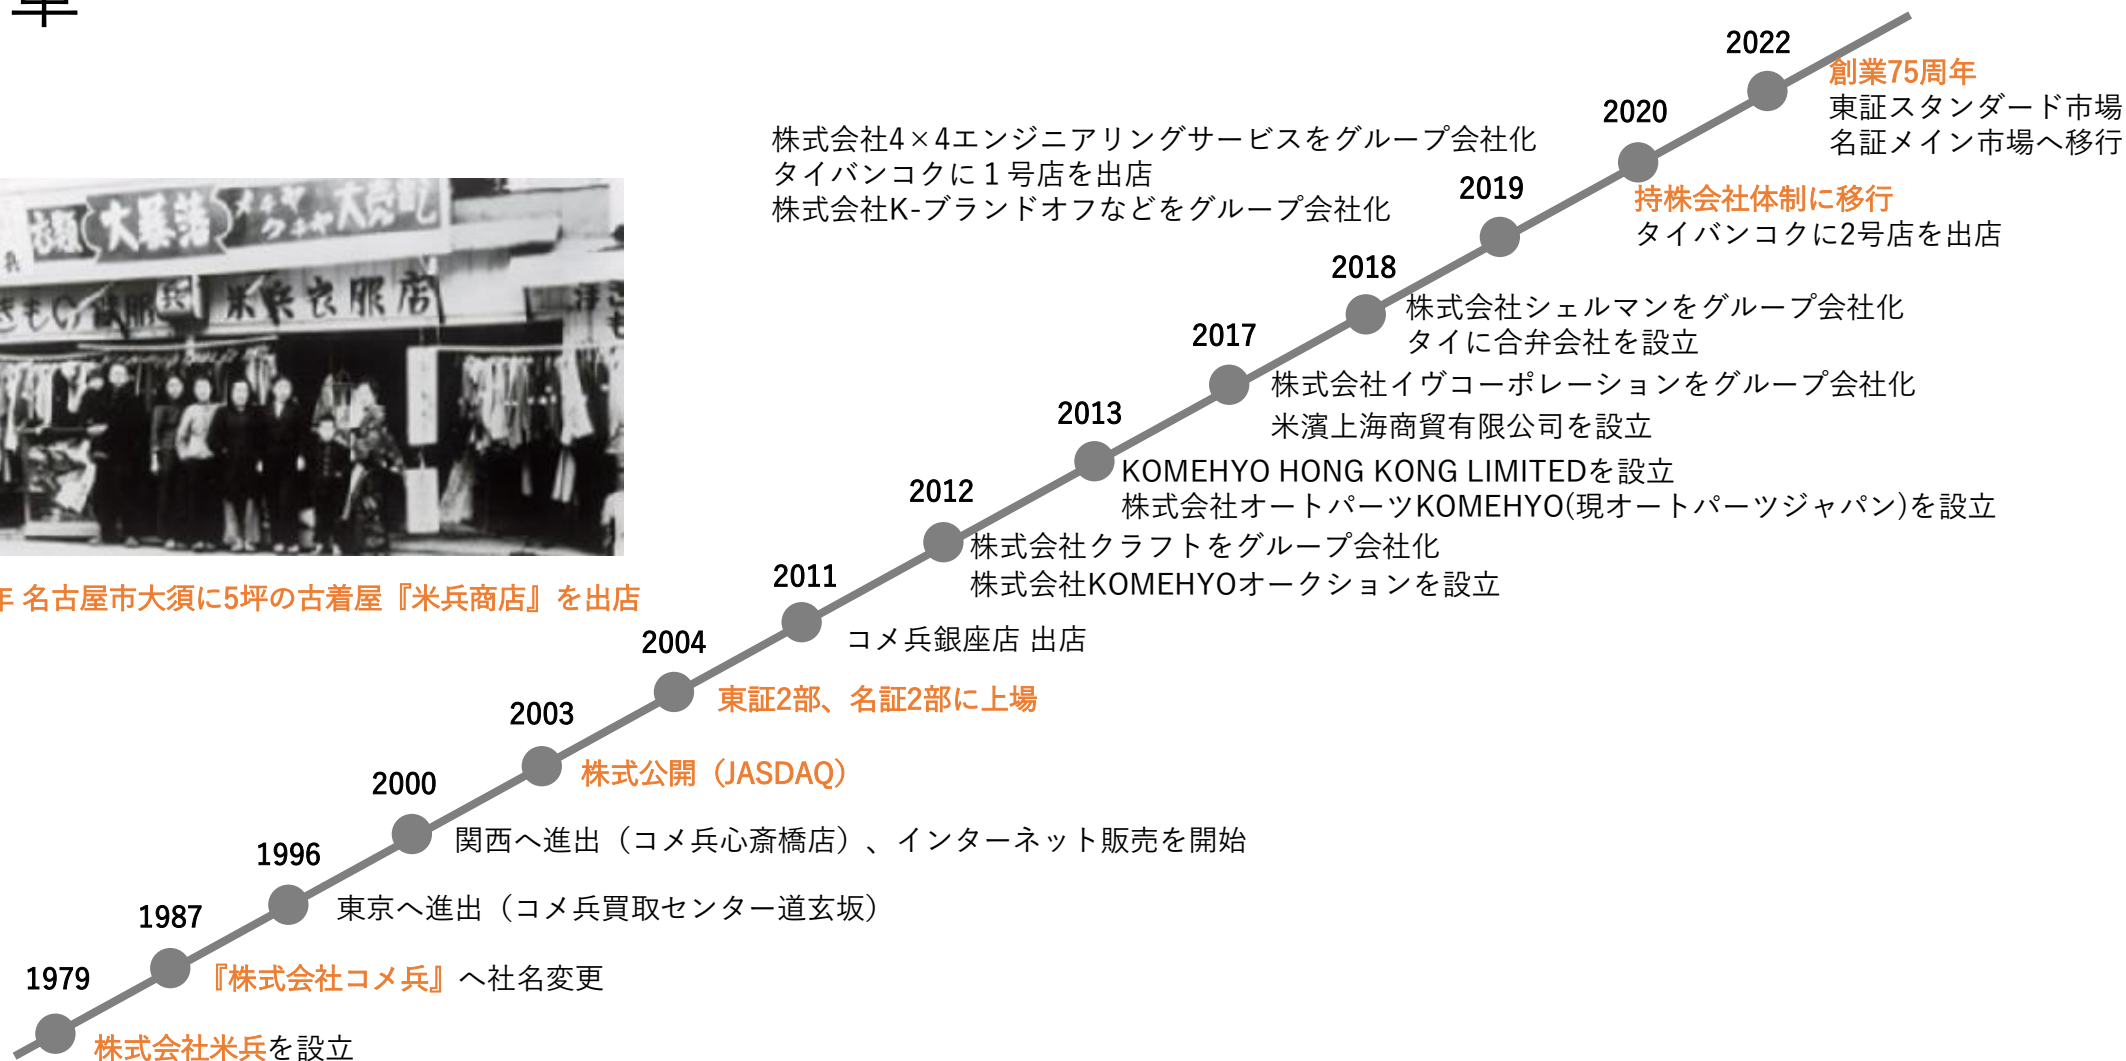 革
衣類
大暴落
米兵衣服店
年 名古屋市大須に5坪の古着屋『米兵商店』を出店
1979
株式会社米兵を設立
1987
『株式会社コメ兵』へ社名変更
1996
東京へ進出（コメ兵買取センター道玄坂）
2000
関西へ進出（コメ兵心斎橋店）、インターネット販売を開始
2003
株式公開（JASDAQ）
2004
東証2部、名証2部に上場
2011
コメ兵銀座店 出店
2012
株式会社クラフトをグループ会社化
株式会社KOMEHYOオークションを設立
2013
KOMEHYO HONG KONG LIMITEDを設立
株式会社オートパーツKOMEHYO(現オートパーツジャパン)を設立
2017
株式会社イヴコーポレーションをグループ会社化
米濱上海商貿有限公司を設立
2018
株式会社シェルマンをグループ会社化
タイに合弁会社を設立
2019
株式会社4×4エンジニアリングサービスをグループ会社化
タイバンコクに１号店を出店
株式会社K-ブランドオフなどをグループ会社化
2020
持株会社体制に移行
タイバンコクに2号店を出店
2022
創業75周年
東証スタンダード市場
名証メイン市場へ移行